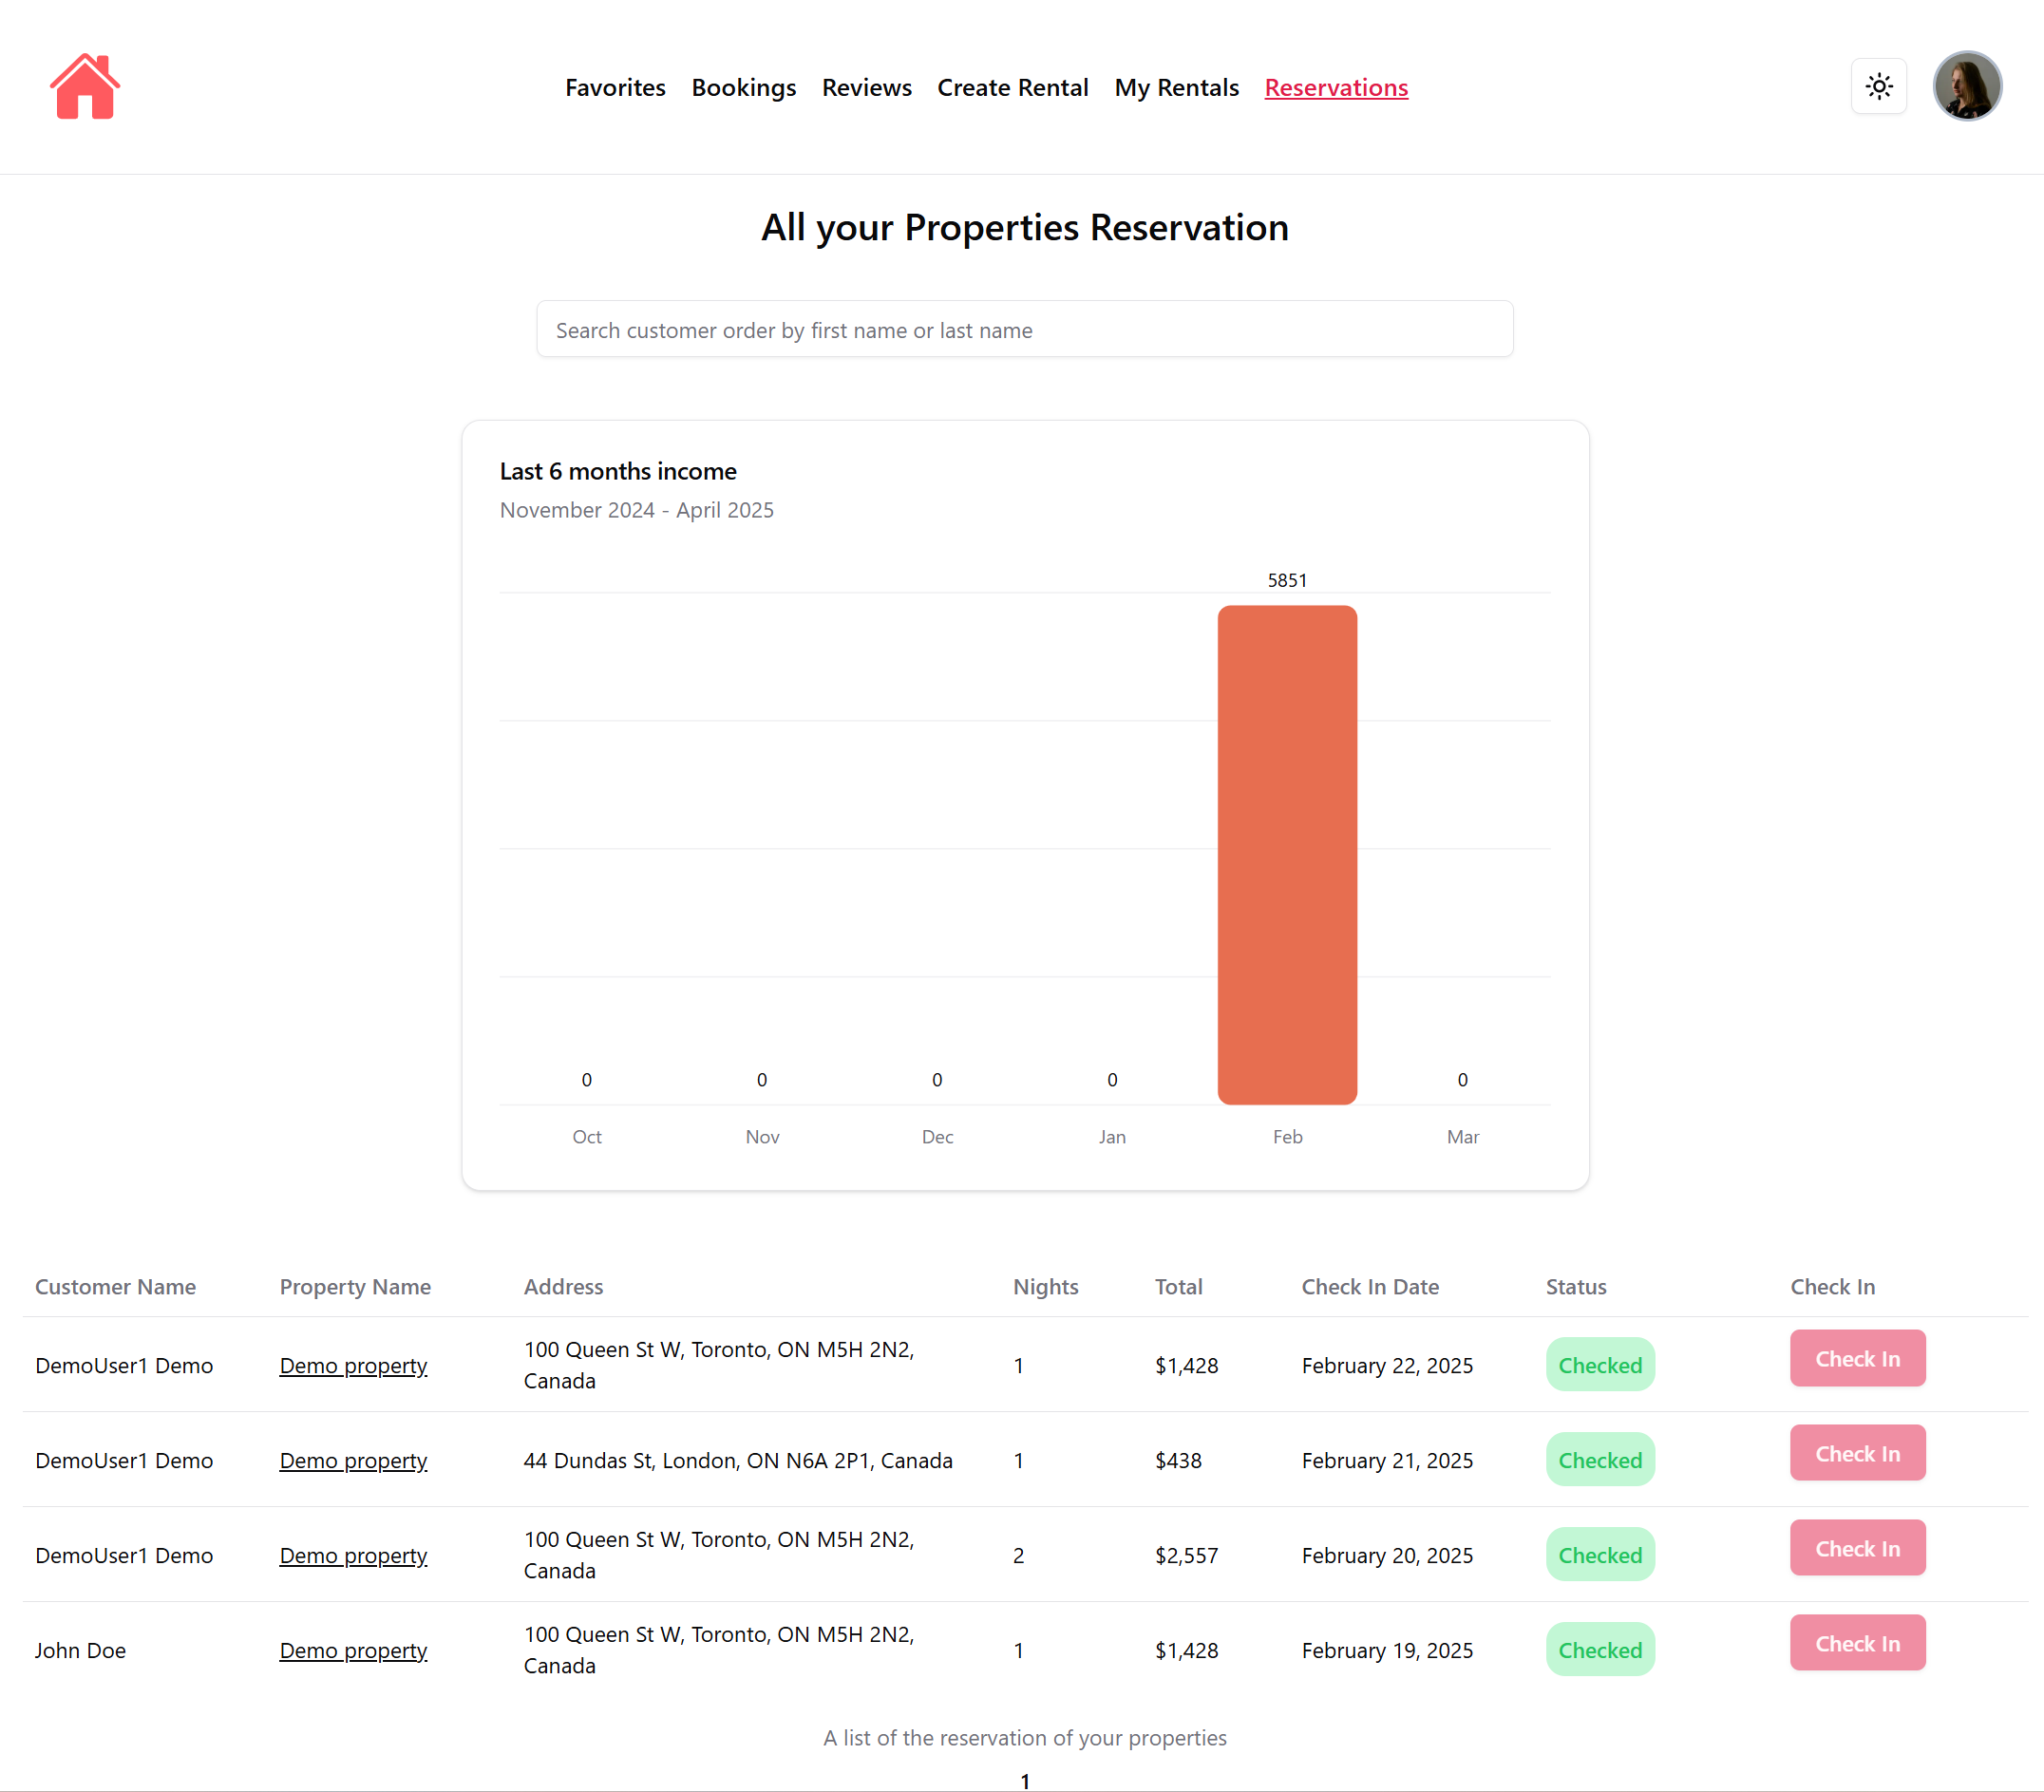 Favorites Bookings Reviews Create Rental My Rentals Reservations
All your Properties Reservation
Search customer order by first name or last name
Last 6 months income
November 2024 - April 2025
5851
0 0 0 0 0
Oct Nov Dec Jan Feb Mar
Customer Name Property Name Address Nights Total Check In Date Status Check In
DemoUser1 Demo Demo property 100 Queen St W, Toronto, ON M5H 2N2, 1 $1,428 February 22, 2025 Checked Check In
Canada
DemoUser1 Demo Demo property 44 Dundas St, London, ON N6A 2P1, Canada 1 $438 February 21, 2025 Checked Check In
DemoUser1 Demo Demo property 100 Queen St W, Toronto, ON M5H 2N2, 2 $2,557 February 20, 2025 Checked Check In
Canada
John Doe Demo property 100 Queen St W, Toronto, ON M5H 2N2, 1 $1,428 February 19, 2025 Checked Check In
Canada
A list of the reservation of your properties
1